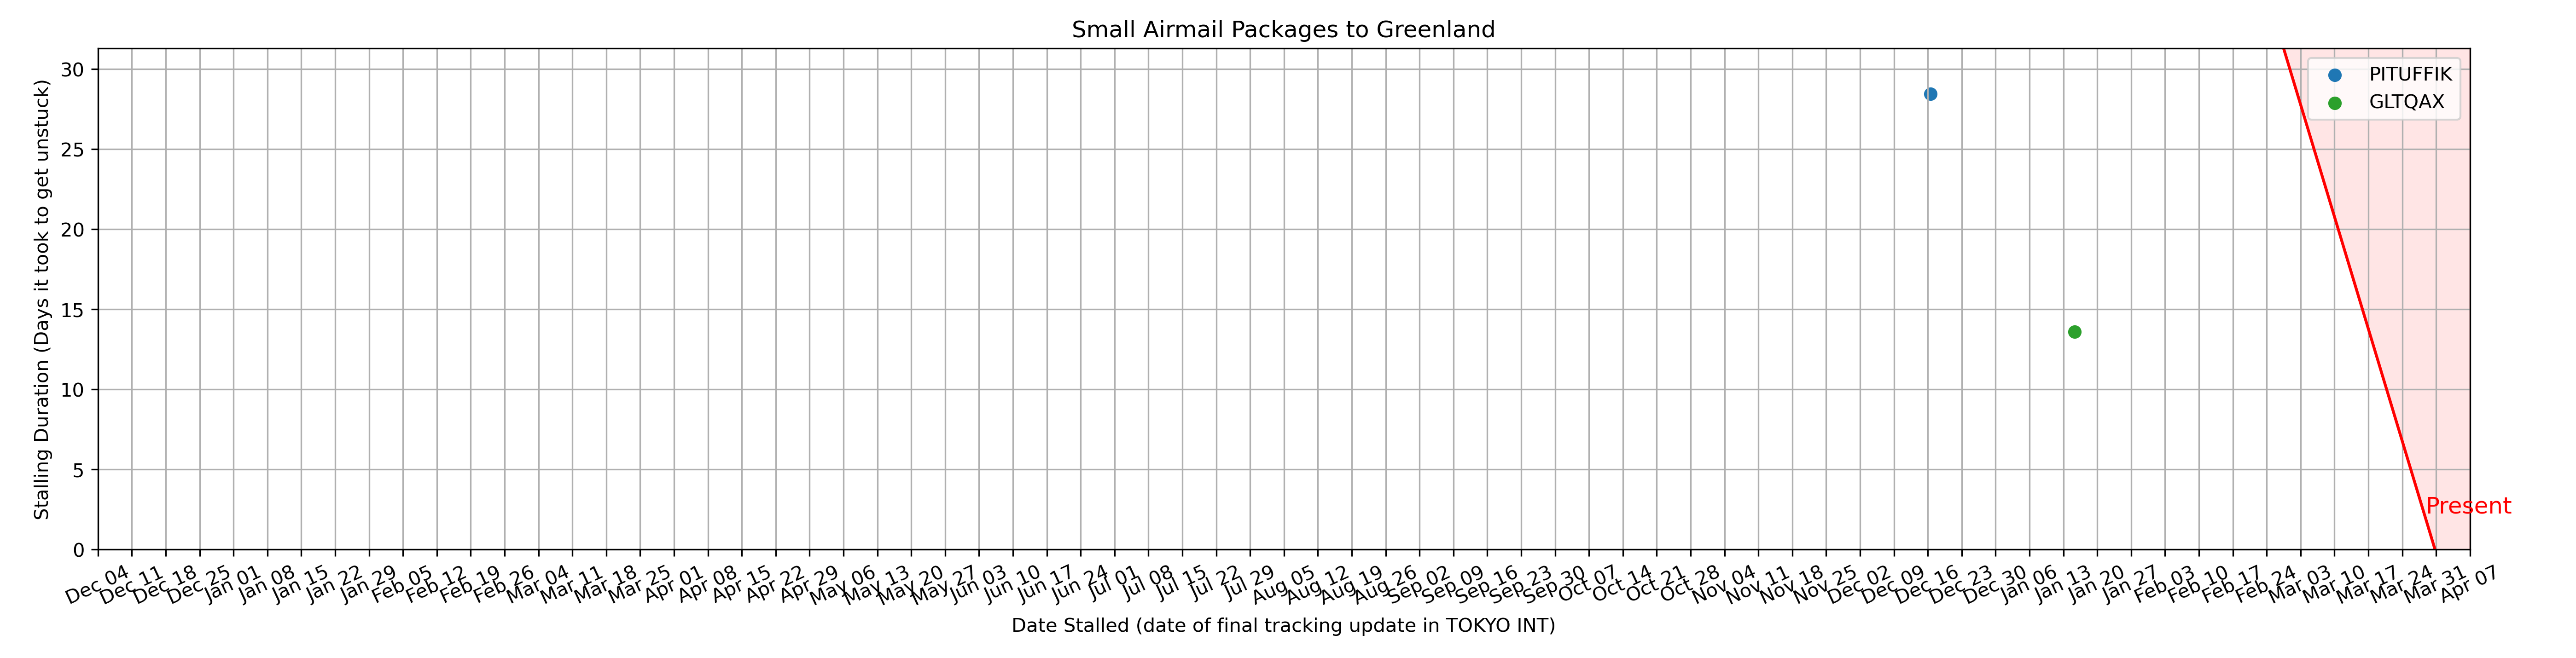 Small Airmail Packages to Greenland
PITUFFIK
GLTQAX
Stalling Duration (Days it took to get unstuck)
30
25
20
15
10
5
0
Present
Dec 04
Dec 11
Dec 18
Dec 25
Jan 01
Jan 08
Jan 15
Jan 22
Jan 29
Feb 05
Feb 12
Feb 19
Feb 26
Mar 04
Mar 11
Mar 18
Mar 25
Apr 01
Apr 08
Apr 15
Apr 22
Apr 29
May 06
May 13
May 20
May 27
Jun 03
Jun 10
Jun 17
Jun 24
Jul 01
Jul 08
Jul 15
Jul 22
Jul 29
Aug 05
Aug 12
Aug 19
Aug 26
Sep 02
Sep 09
Sep 16
Sep 23
Sep 30
Oct 07
Oct 14
Oct 21
Oct 28
Nov 04
Nov 11
Nov 18
Nov 25
Dec 02
Dec 09
Dec 16
Dec 23
Dec 30
Jan 06
Jan 13
Jan 20
Jan 27
Feb 03
Feb 10
Feb 17
Feb 24
Mar 03
Mar 10
Mar 17
Mar 24
Mar 31
Apr 07
Date Stalled (date of final tracking update in TOKYO INT)